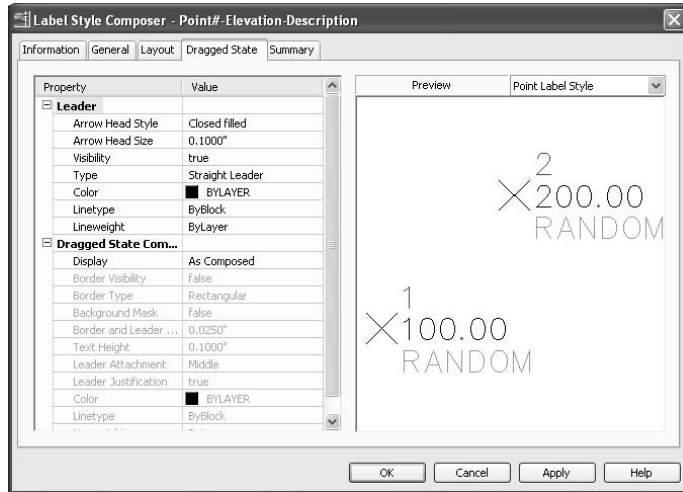 Label Style Composer - Point#-Elevation-Description
Information General Layout Dragged State Summary
Property Value
Leader
Arrow Head Style Closed filled
Arrow Head Size 0.1000"
Visibility true
Type Straight Leader
Color BYLAYER
Linetype ByBlock
Lineweight ByLayer
Dragged State Com...
Display As Composed
Border Visibility false
Border Type Rectangular
Background Mask false
Border and Leader ... 0.0250"
Text Height 0.1000"
Leader Attachment Middle
Leader Justification true
Color BYLAYER
Linetype ByBlock
Preview Point Label Style
2
200.00
RANDOM
1
100.00
RANDOM
OK Cancel Apply Help